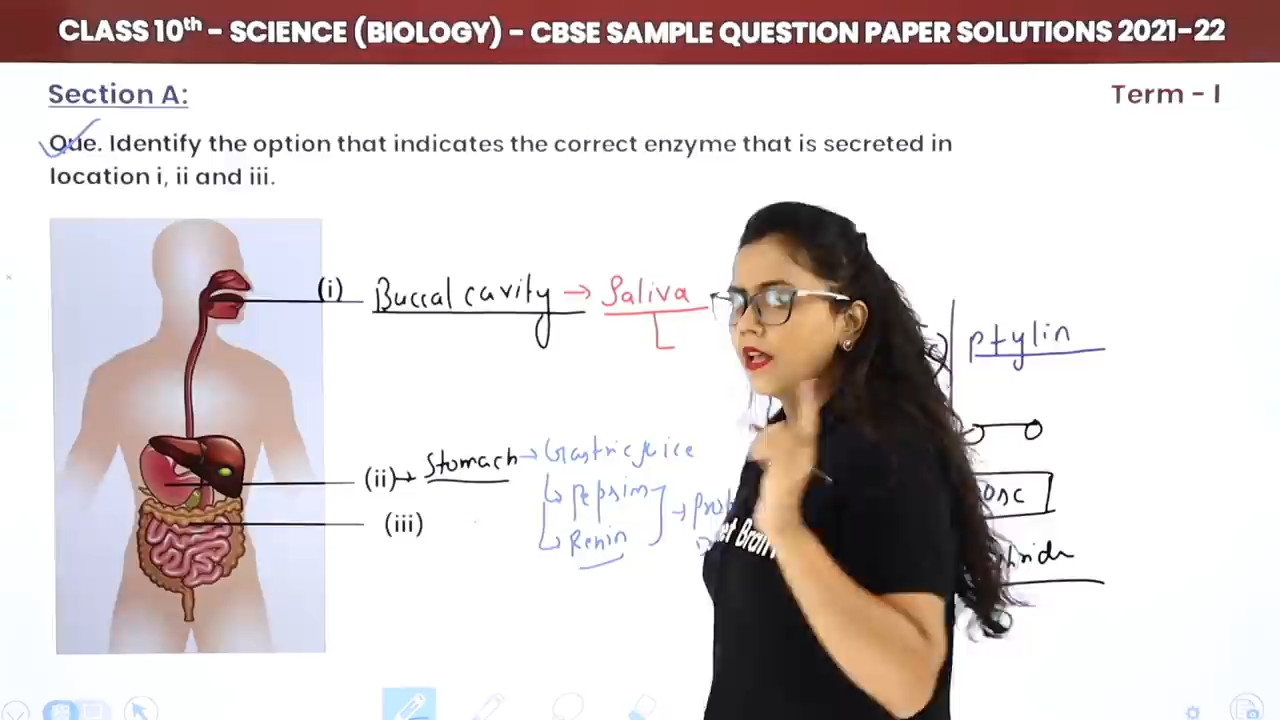 CLASS 10th – SCIENCE (BIOLOGY) – CBSE SAMPLE QUESTION PAPER SOLUTIONS 2021-22
Section A:
Term - I
Que. Identify the option that indicates the correct enzyme that is secreted in
location i, ii and iii.
(i) Buccal cavity → Saliva
Ptylin
(ii) → Stomach → Gastric juice
Pepsin
Renin
(iii)